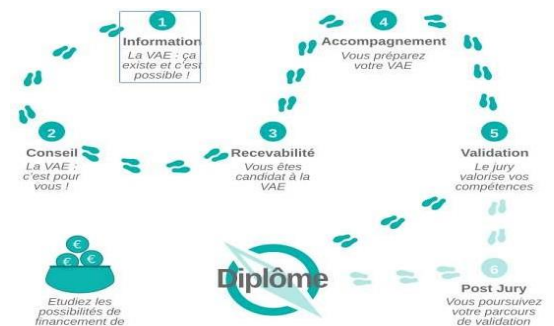 1
Information
La VAE : ça
existe et c'est
possible !
4
Accompagnement
Vous préparez
votre VAE
2
Conseil
La VAE :
c'est pour
vous !
3
Recevabilité
Vous êtes
candidat à la
VAE
5
Validation
Le jury
valorise vos
compétences
€
€ €
Etudiez les
possibilités de
financement de
Diplôme
6
Post Jury
Vous poursuivez
votre parcours
de validation